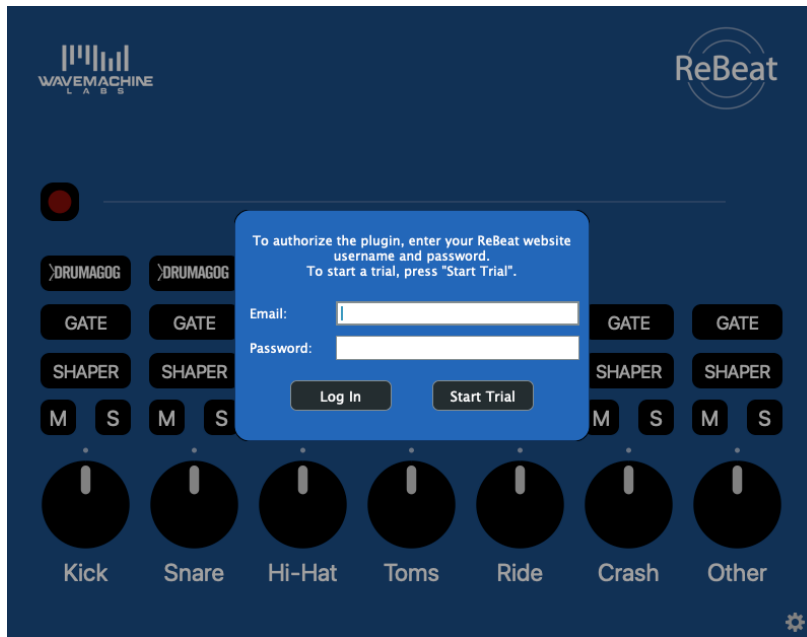 WAVEMACHINE
LABS
ReBeat
To authorize the plugin, enter your ReBeat website
username and password.
To start a trial, press "Start Trial".
Email:
Password:
Log In Start Trial
DRUMAGOG DRUMAGOG
GATE GATE GATE GATE
SHAPER SHAPER SHAPER SHAPER
M S M S M S M S
Kick Snare Hi-Hat Toms Ride Crash Other